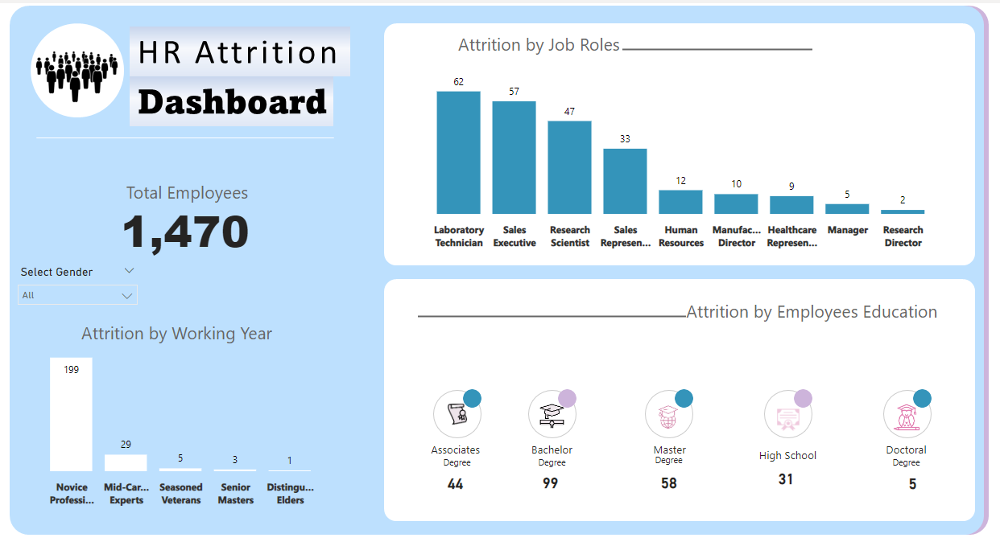 HR Attrition
Dashboard
Total Employees
1,470
Select Gender
All
Attrition by Working Year
199
29
5
3
1
Novice
Professi...
Mid-Car...
Experts
Seasoned
Veterans
Senior
Masters
Distingu...
Elders
Attrition by Job Roles
62
57
47
33
12
10
9
5
2
Laboratory
Technician
Sales
Executive
Research
Scientist
Sales
Represen...
Human
Resources
Manufac...
Director
Healthcare
Represen...
Manager
Research
Director
Attrition by Employees Education
Associates
Degree
44
Bachelor
Degree
99
Master
Degree
58
High School
31
Doctoral
Degree
5